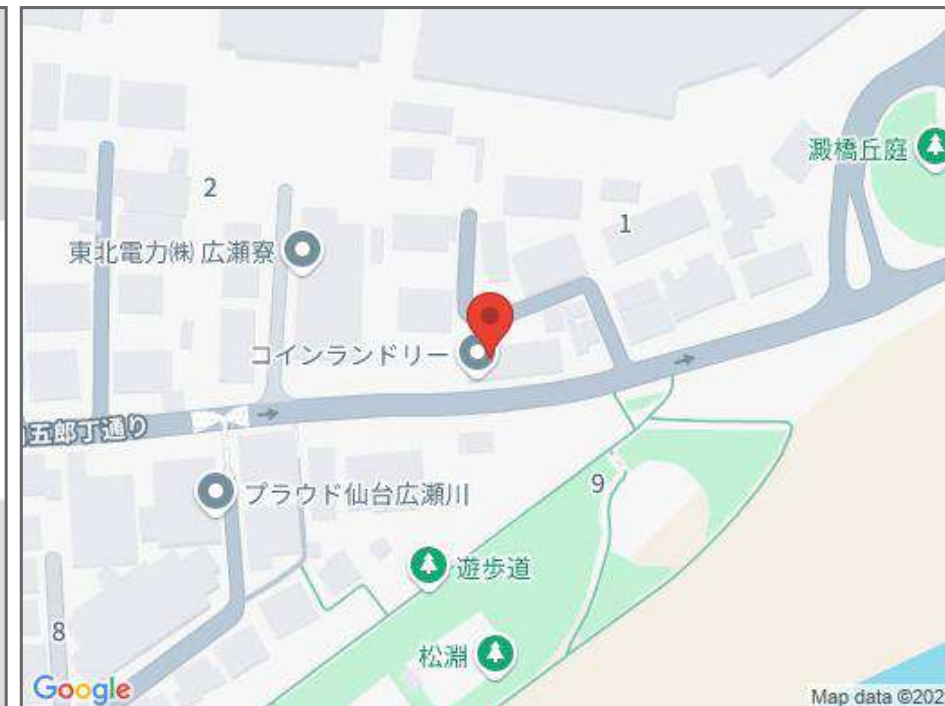 澱橋丘庭
2
1
東北電力㈱ 広瀬寮
コインランドリー
五郎丁通り
プラウド仙台広瀬川
9
遊歩道
8
松淵
Google
Map data ©202